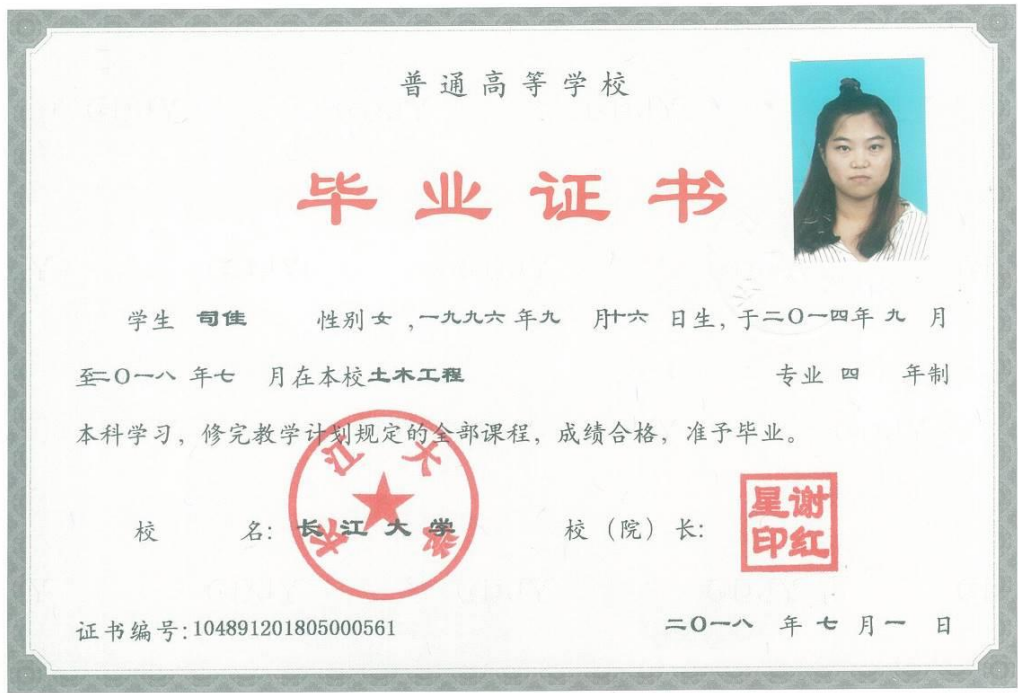 普通高等学校
毕业证书
学生 司佳 性别 女 ,一九九六 年九 月十六 日生, 于二〇一四年 九 月
至二〇一八 年七 月在本校土木工程 专业 四 年制
本科学习, 修完教学计划规定的全部课程, 成绩合格, 准予毕业。
校 名: 长江大学 校（院）长:
长江大学
谢红星印
证书编号:104891201805000561
二〇一八 年 七 月一 日